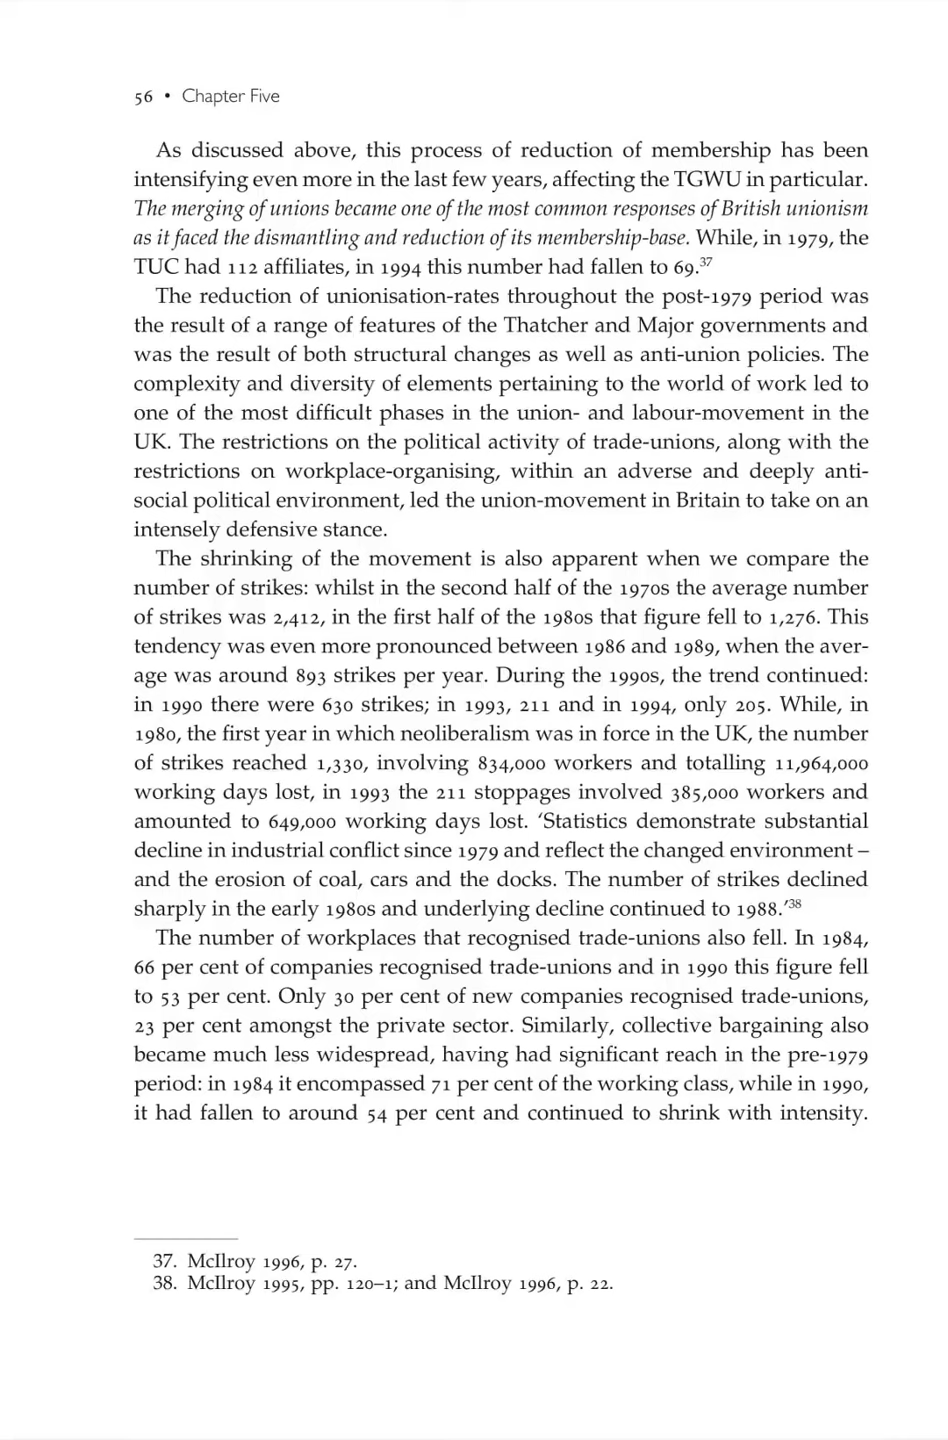 56 • Chapter Five
As discussed above, this process of reduction of membership has been
intensifying even more in the last few years, affecting the TGWU in particular.
The merging of unions became one of the most common responses of British unionism
as it faced the dismantling and reduction of its membership-base. While, in 1979, the
TUC had 112 affiliates, in 1994 this number had fallen to 69.37
The reduction of unionisation-rates throughout the post-1979 period was
the result of a range of features of the Thatcher and Major governments and
was the result of both structural changes as well as anti-union policies. The
complexity and diversity of elements pertaining to the world of work led to
one of the most difficult phases in the union- and labour-movement in the
UK. The restrictions on the political activity of trade-unions, along with the
restrictions on workplace-organising, within an adverse and deeply anti-
social political environment, led the union-movement in Britain to take on an
intensely defensive stance.
The shrinking of the movement is also apparent when we compare the
number of strikes: whilst in the second half of the 1970s the average number
of strikes was 2,412, in the first half of the 1980s that figure fell to 1,276. This
tendency was even more pronounced between 1986 and 1989, when the aver-
age was around 893 strikes per year. During the 1990s, the trend continued:
in 1990 there were 630 strikes; in 1993, 211 and in 1994, only 205. While, in
1980, the first year in which neoliberalism was in force in the UK, the number
of strikes reached 1,330, involving 834,000 workers and totalling 11,964,000
working days lost, in 1993 the 211 stoppages involved 385,000 workers and
amounted to 649,000 working days lost. ‘Statistics demonstrate substantial
decline in industrial conflict since 1979 and reflect the changed environment –
and the erosion of coal, cars and the docks. The number of strikes declined
sharply in the early 1980s and underlying decline continued to 1988.’38
The number of workplaces that recognised trade-unions also fell. In 1984,
66 per cent of companies recognised trade-unions and in 1990 this figure fell
to 53 per cent. Only 30 per cent of new companies recognised trade-unions,
23 per cent amongst the private sector. Similarly, collective bargaining also
became much less widespread, having had significant reach in the pre-1979
period: in 1984 it encompassed 71 per cent of the working class, while in 1990,
it had fallen to around 54 per cent and continued to shrink with intensity.
37. McIlroy 1996, p. 27.
38. McIlroy 1995, pp. 120–1; and McIlroy 1996, p. 22.